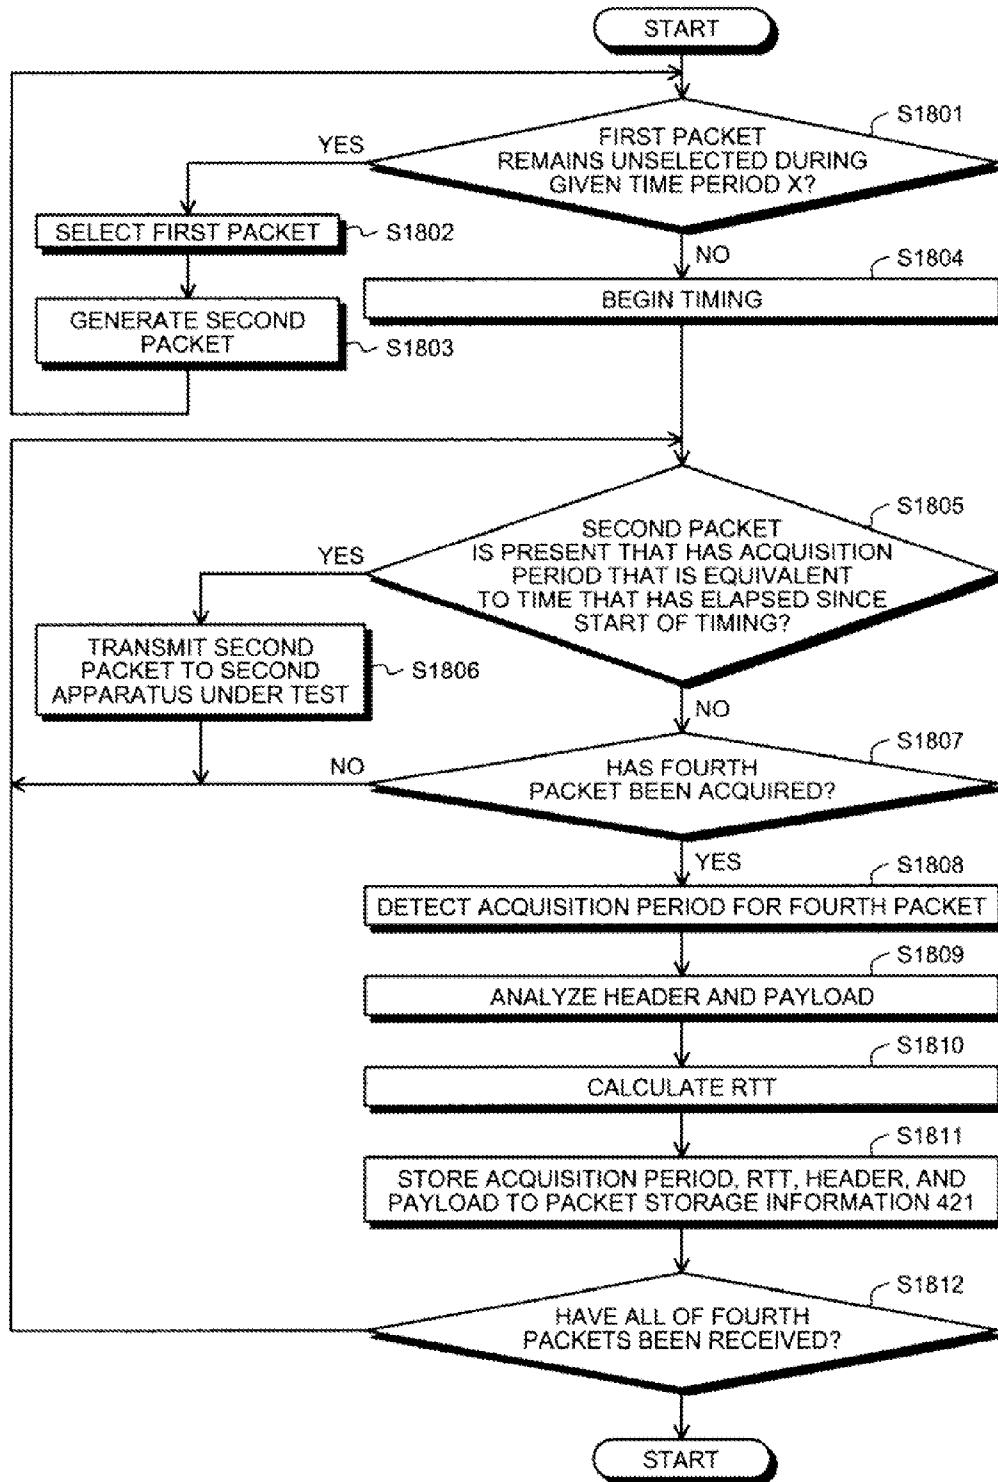 START
S1801
FIRST PACKET
REMAINS UNSELECTED DURING
GIVEN TIME PERIOD X?
YES
SELECT FIRST PACKET
S1802
NO
S1804
BEGIN TIMING
GENERATE SECOND
PACKET
S1803
S1805
SECOND PACKET
IS PRESENT THAT HAS ACQUISITION
PERIOD THAT IS EQUIVALENT
TO TIME THAT HAS ELAPSED SINCE
START OF TIMING?
YES
TRANSMIT SECOND
PACKET TO SECOND
APPARATUS UNDER TEST
S1806
NO
S1807
HAS FOURTH
PACKET BEEN ACQUIRED?
NO
YES
S1808
DETECT ACQUISITION PERIOD FOR FOURTH PACKET
S1809
ANALYZE HEADER AND PAYLOAD
S1810
CALCULATE RTT
S1811
STORE ACQUISITION PERIOD, RTT, HEADER, AND
PAYLOAD TO PACKET STORAGE INFORMATION 421
S1812
HAVE ALL OF FOURTH
PACKETS BEEN RECEIVED?
START